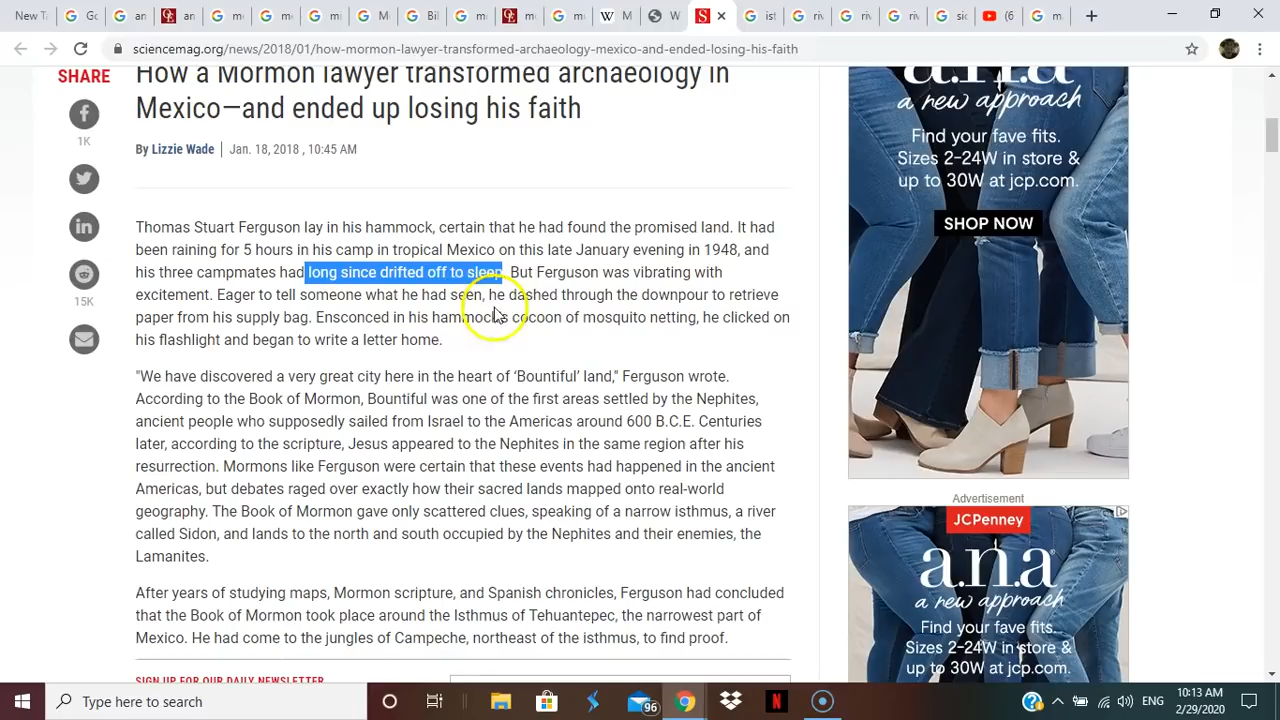 New Ta
sciencemag.org/news/2018/01/how-mormon-lawyer-transformed-archaeology-mexico-and-ended-losing-his-faith
SHARE
1K
15K
How a Mormon lawyer transformed archaeology in
Mexico—and ended up losing his faith
By Lizzie Wade | Jan. 18, 2018 , 10:45 AM
Thomas Stuart Ferguson lay in his hammock, certain that he had found the promised land. It had
been raining for 5 hours in his camp in tropical Mexico on this late January evening in 1948, and
his three campmates had long since drifted off to sleep. But Ferguson was vibrating with
excitement. Eager to tell someone what he had seen, he dashed through the downpour to retrieve
paper from his supply bag. Ensconced in his hammock's cocoon of mosquito netting, he clicked on
his flashlight and began to write a letter home.
"We have discovered a very great city here in the heart of ‘Bountiful’ land," Ferguson wrote.
According to the Book of Mormon, Bountiful was one of the first areas settled by the Nephites,
ancient people who supposedly sailed from Israel to the Americas around 600 B.C.E. Centuries
later, according to the scripture, Jesus appeared to the Nephites in the same region after his
resurrection. Mormons like Ferguson were certain that these events had happened in the ancient
Americas, but debates raged over exactly how their sacred lands mapped onto real-world
geography. The Book of Mormon gave only scattered clues, speaking of a narrow isthmus, a river
called Sidon, and lands to the north and south occupied by the Nephites and their enemies, the
Lamanites.
After years of studying maps, Mormon scripture, and Spanish chronicles, Ferguson had concluded
that the Book of Mormon took place around the Isthmus of Tehuantepec, the narrowest part of
Mexico. He had come to the jungles of Campeche, northeast of the isthmus, to find proof.
SIGN UP FOR OUR DAILY NEWSLETTER
a.n.a
a new approach
Find your fave fits.
Sizes 2-24W in store &
up to 30W at jcp.com.
SHOP NOW
Advertisement
JCPenney
a.n.a
a new approach
Find your fave fits.
Sizes 2-24W in store &
up to 30W at jcp.com.
Type here to search
96
ENG
10:13 AM
2/29/2020